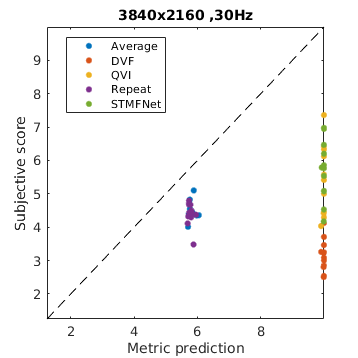 3840x2160 ,30Hz
Average
DVF
QVI
Repeat
STMFNet
9
8
7
6
5
4
3
2
Subjective score
2
4
6
8
Metric prediction